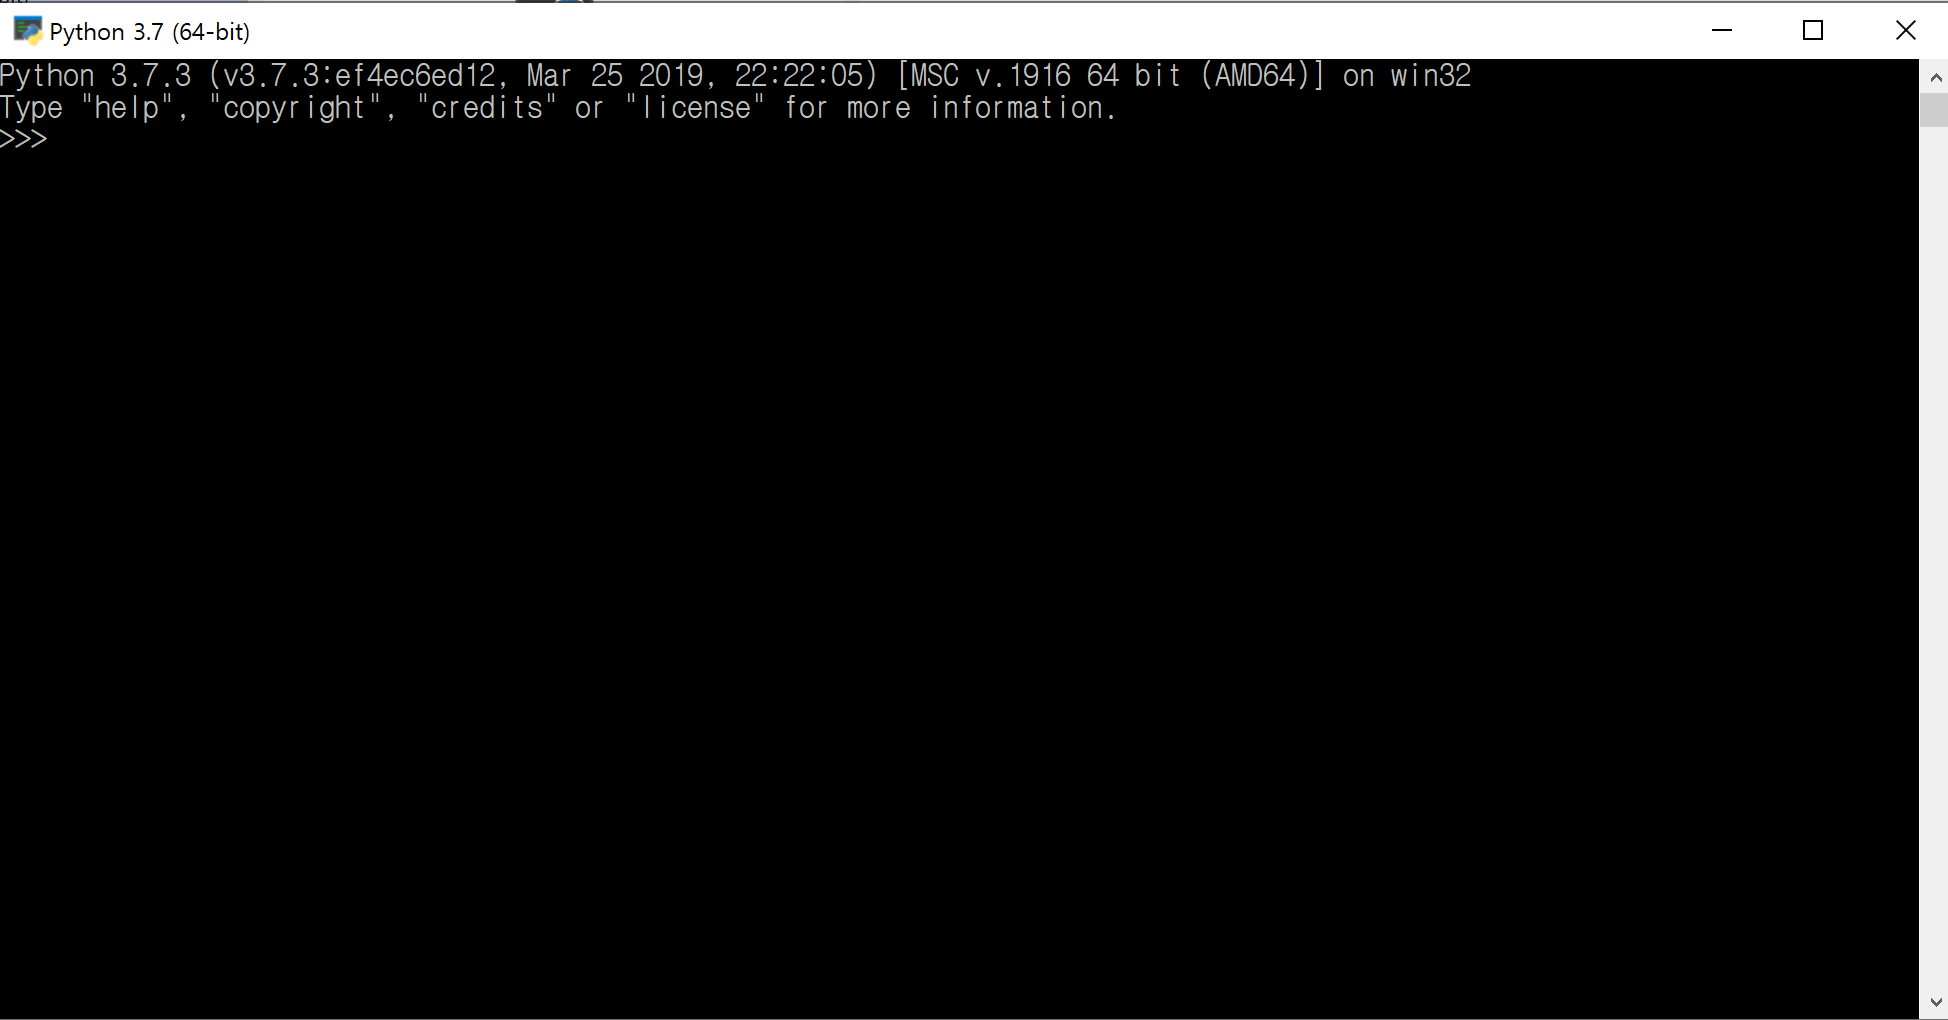 Python 3.7 (64-bit)
Python 3.7.3 (v3.7.3:ef4ec6ed12, Mar 25 2019, 22:22:05) [MSC v.1916 64 bit (AMD64)] on win32
Type "help", "copyright", "credits" or "license" for more information.
>>>